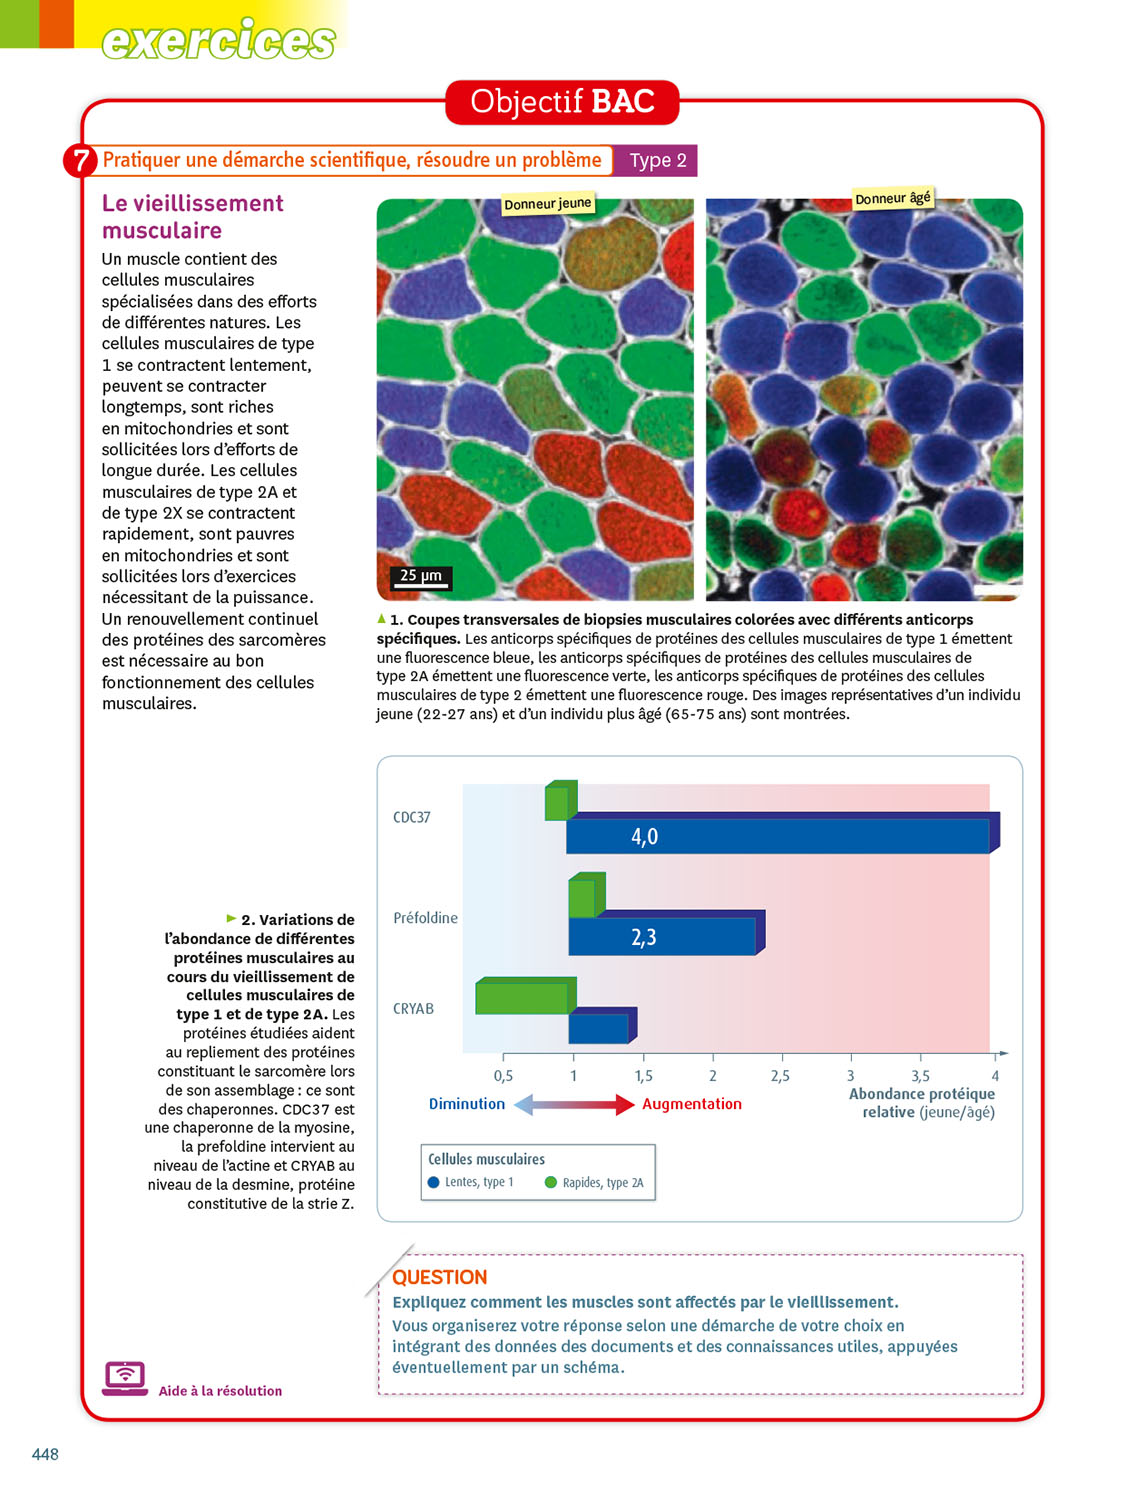 exercices
Objectif BAC
7 Pratiquer une démarche scientifique, résoudre un problème Type 2
Le vieillissement
musculaire
Un muscle contient des
cellules musculaires
spécialisées dans des efforts
de différentes natures. Les
cellules musculaires de type
1 se contractent lentement,
peuvent se contracter
longtemps, sont riches
en mitochondries et sont
sollicitées lors d'efforts de
longue durée. Les cellules
musculaires de type 2A et
de type 2X se contractent
rapidement, sont pauvres
en mitochondries et sont
sollicitées lors d'exercices
nécessitant de la puissance.
Un renouvellement continuel
des protéines des sarcomères
est nécessaire au bon
fonctionnement des cellules
musculaires.
Donneur jeune
Donneur âgé
25 µm
1. Coupes transversales de biopsies musculaires colorées avec différents anticorps
spécifiques. Les anticorps spécifiques de protéines des cellules musculaires de type 1 émettent
une fluorescence bleue, les anticorps spécifiques de protéines des cellules musculaires de
type 2A émettent une fluorescence verte, les anticorps spécifiques de protéines des cellules
musculaires de type 2 émettent une fluorescence rouge. Des images représentatives d'un individu
jeune (22-27 ans) et d'un individu plus âgé (65-75 ans) sont montrées.
2. Variations de
l'abondance de différentes
protéines musculaires au
cours du vieillissement de
cellules musculaires de
type 1 et de type 2A. Les
protéines étudiées aident
au repliement des protéines
constituant le sarcomère lors
de son assemblage : ce sont
des chaperonnes. CDC37 est
une chaperonne de la myosine,
la prefoldine intervient au
niveau de l'actine et CRYAB au
niveau de la desmine, protéine
constitutive de la strie Z.
CDC37
4,0
Préfoldine
2,3
CRYAB
0,5 1 1,5 2 2,5 3 3,5 4
Diminution Augmentation
Abondance protéique
relative (jeune/âgé)
Cellules musculaires
Lentes, type 1 Rapides, type 2A
QUESTION
Expliquez comment les muscles sont affectés par le vieillissement.
Vous organiserez votre réponse selon une démarche de votre choix en
intégrant des données des documents et des connaissances utiles, appuyées
éventuellement par un schéma.
Aide à la résolution
448